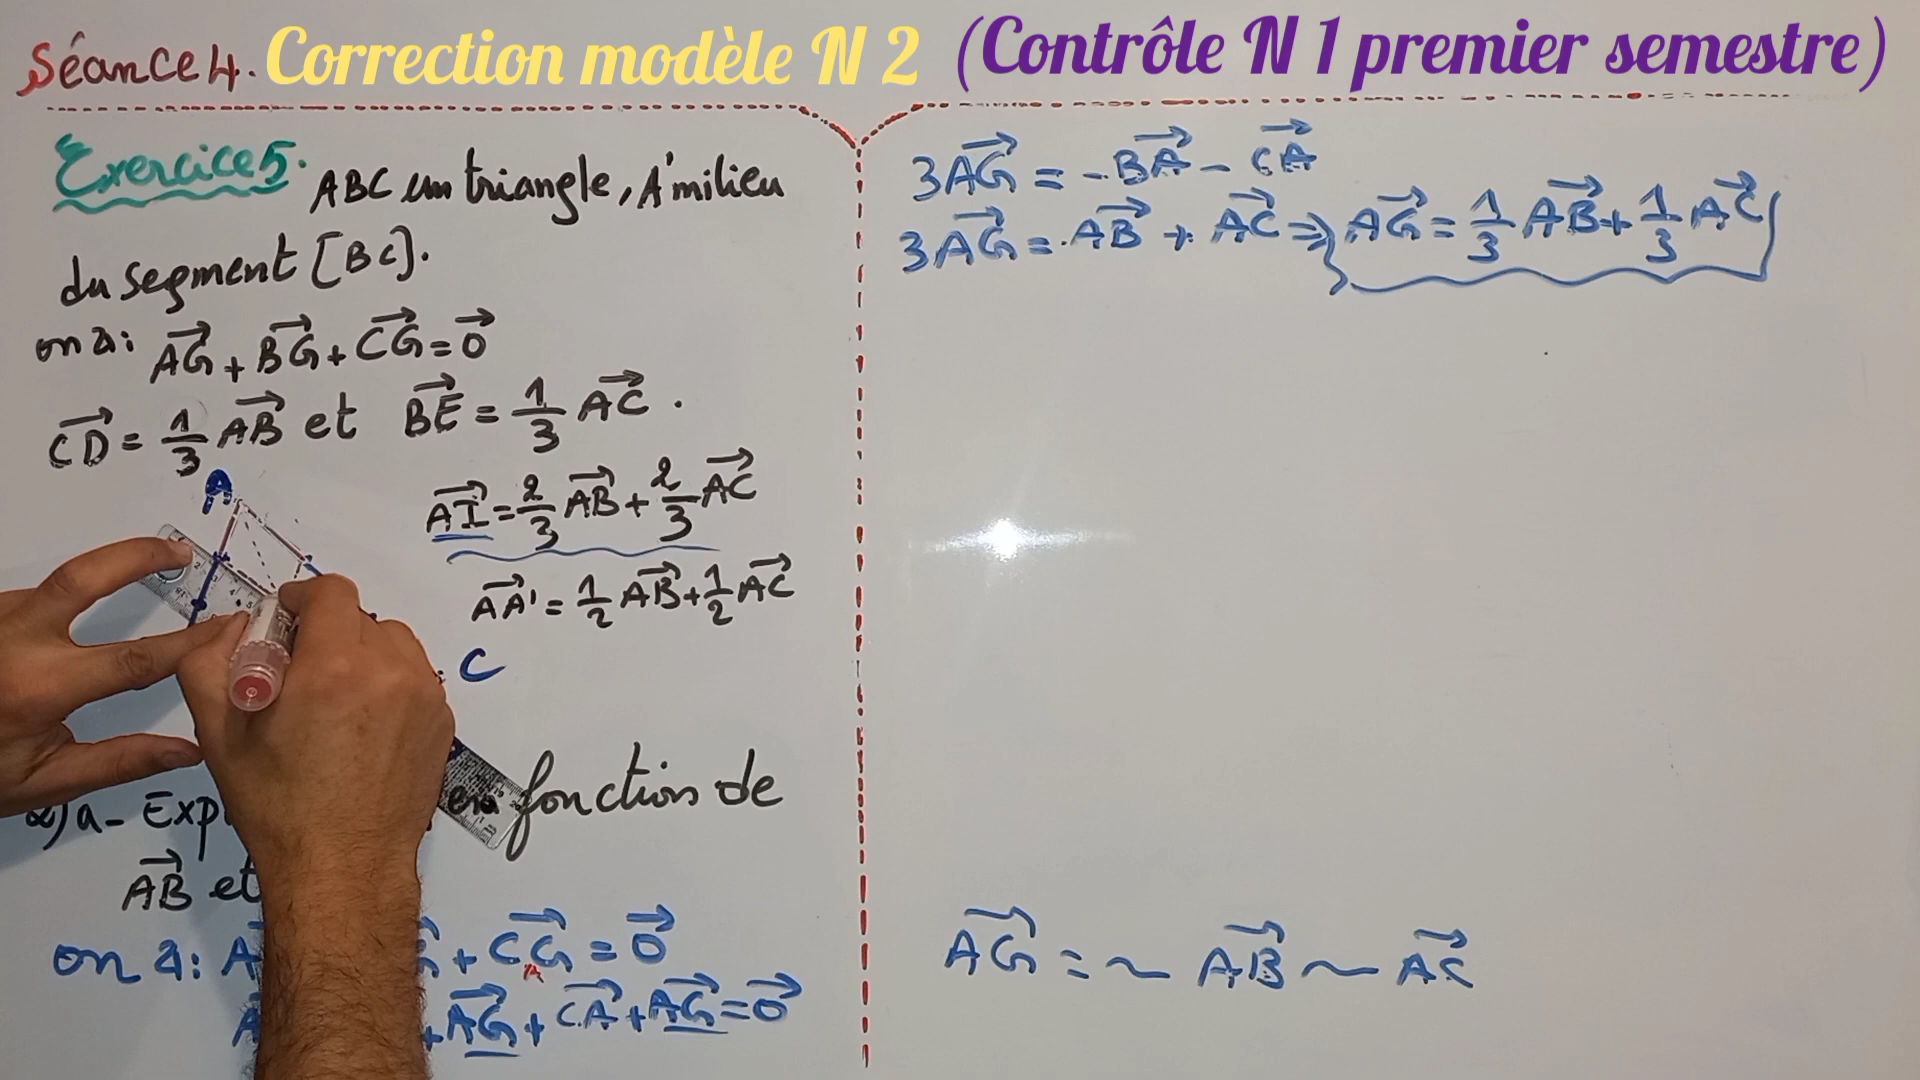 Séance 4. Correction modèle N 2 (Contrôle N 1 premier semestre)
Exercice 5. ABC un triangle, A' milieu
du segment [BC].
on a: AG→ + BG→ + CG→ = 0→
CD→ = 1/3 AB→ et BE→ = 1/3 AC→.
AI→ = 2/3 AB→ + 2/3 AC→
AA'→ = 1/2 AB→ + 1/2 AC→
A
C
2) a- en fonction de
AB→ et
on a: + CG→ = 0→
A
+ AG→ + CA→ + AG→ = 0→
3AG→ = -BA→ - CA→
3AG→ = AB→ + AC→ ⇒ AG→ = 1/3 AB→ + 1/3 AC→
AG→ = ~ AB→ ~ AC→